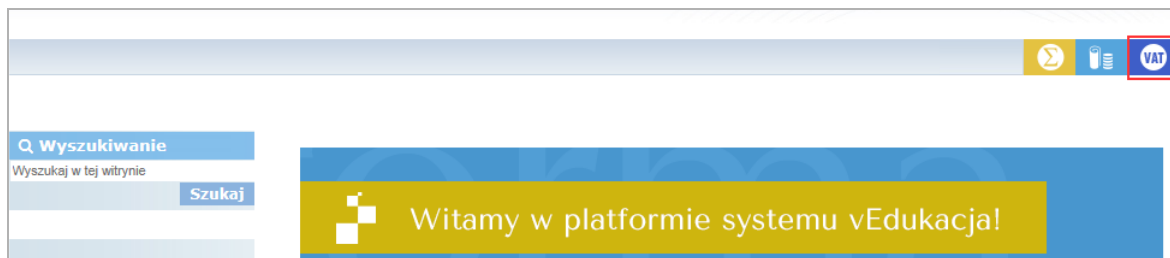 Σ
VAT
Wyszukiwanie
Wyszukaj w tej witrynie
Szukaj
Witamy w platformie systemu vEdukacja!